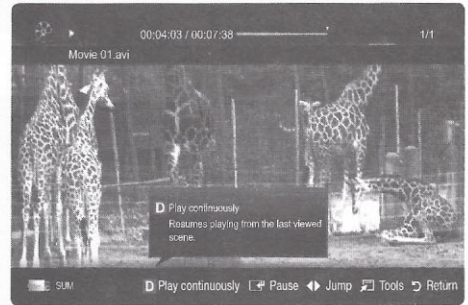 00:04:03 / 00:07:38 1/1
Movie 01.avi
D Play continuously
Resumes playing from the last viewed
scene.
SUM D Play continuously Pause Jump Tools Return